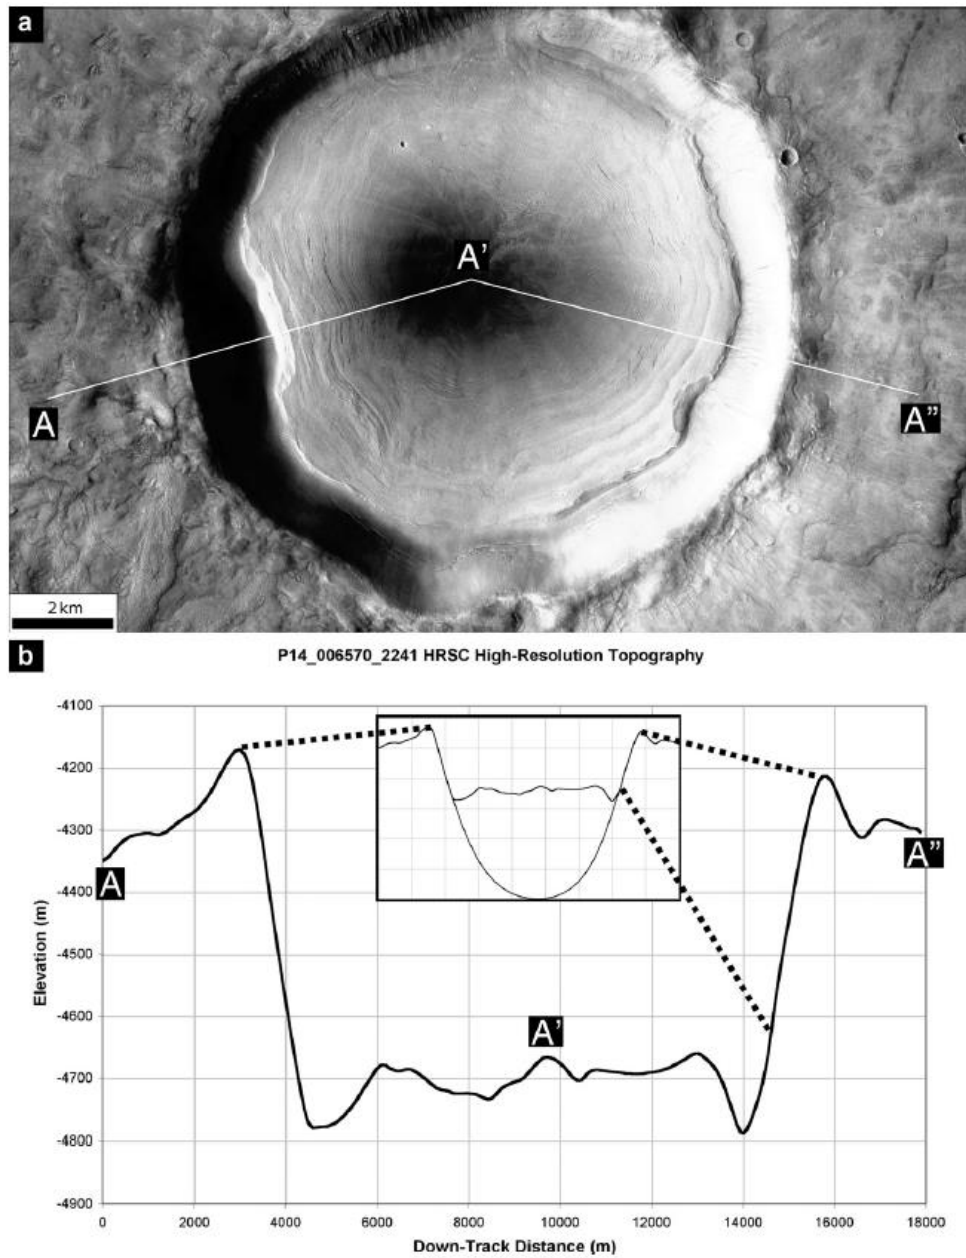 a
A'
A
A”
2 km
b
P14_006570_2241 HRSC High-Resolution Topography
-4100
-4200
-4300
-4400
-4500
-4600
-4700
-4800
-4900
Elevation (m)
A
A”
A'
0 2000 4000 6000 8000 10000 12000 14000 16000 18000
Down-Track Distance (m)